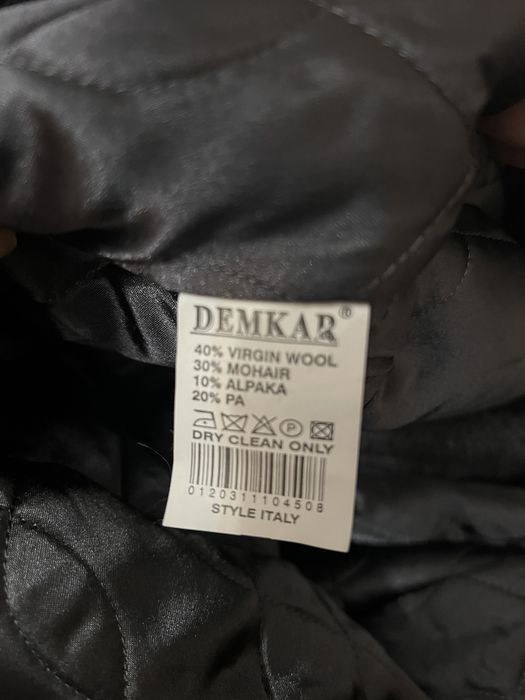 DEMKAR®
40% VIRGIN WOOL
30% MOHAIR
10% ALPAKA
20% PA
P
DRY CLEAN ONLY
0120311104508
STYLE ITALY